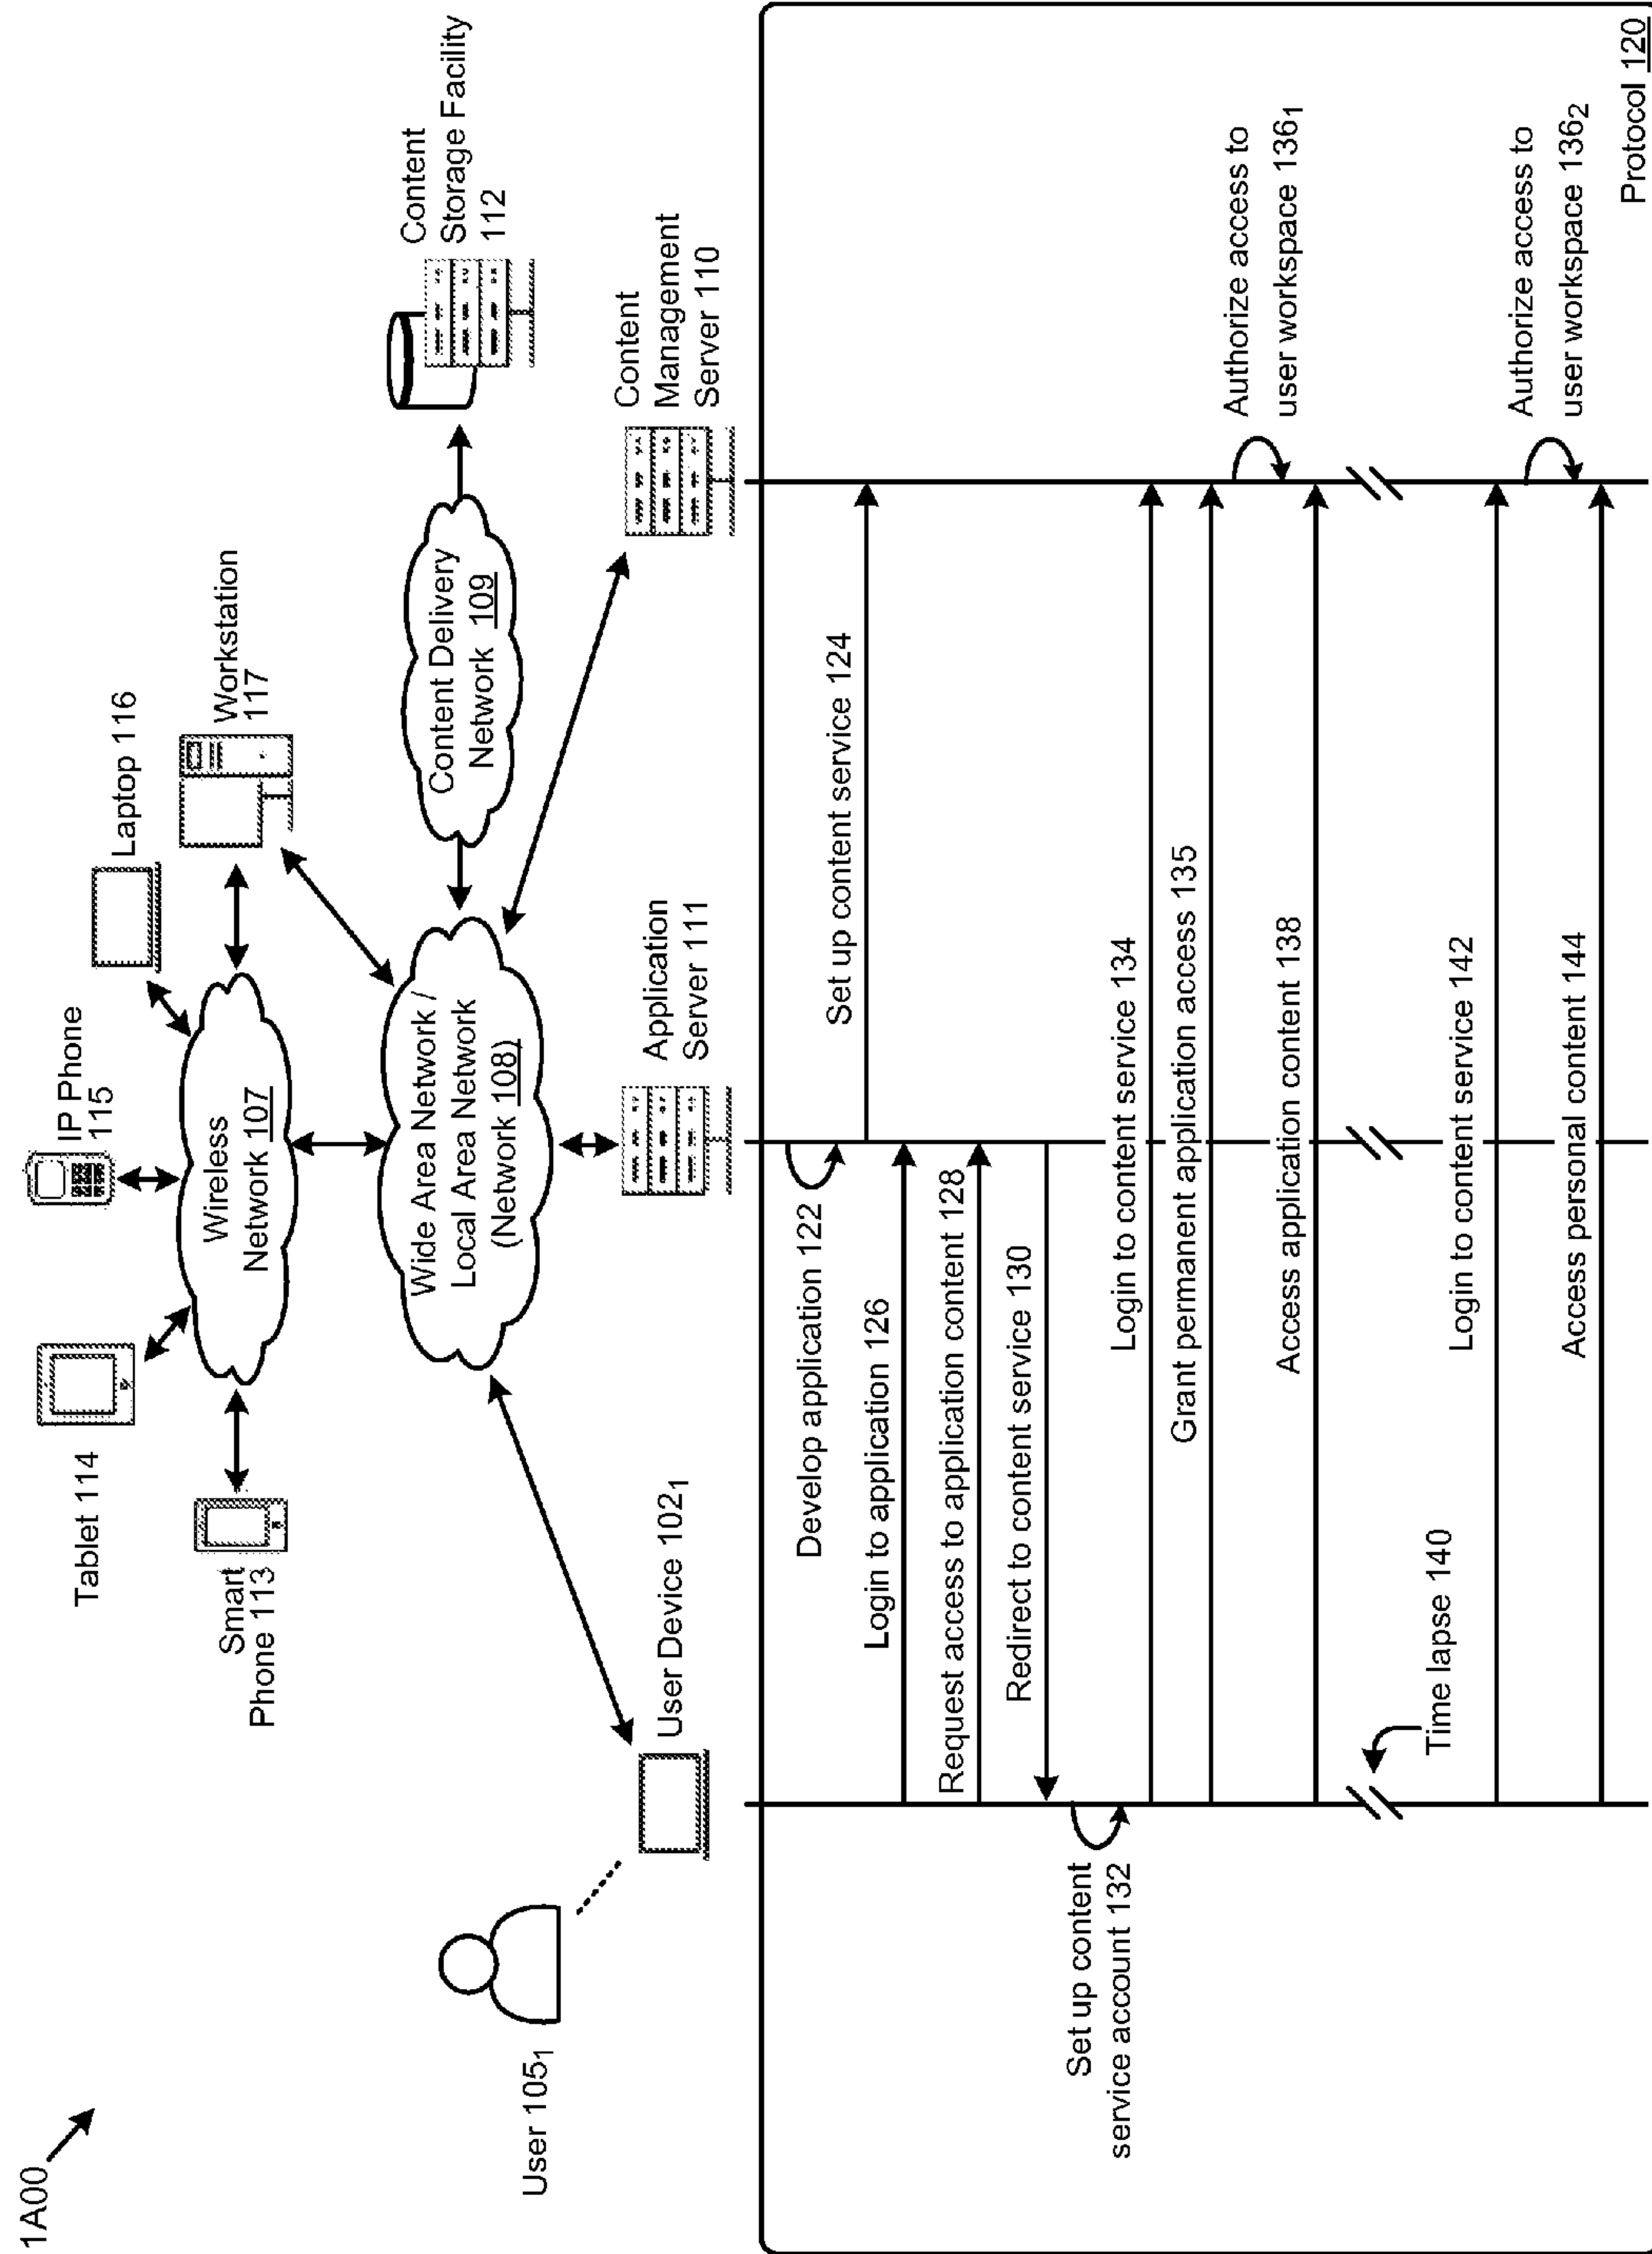 1A00
Tablet 114
IP Phone
115
Laptop 116
Smart
Phone 113
Wireless
Network 107
Workstation
117
Wide Area Network /
Local Area Network
(Network 108)
Content Delivery
Network 109
Content
Storage Facility
112
User 105₁
User Device 102₁
Application
Server 111
Content
Management
Server 110
Develop application 122
Set up content service 124
Login to application 126
Request access to application content 128
Redirect to content service 130
Set up content
service account 132
Login to content service 134
Grant permanent application access 135
Authorize access to
user workspace 136₁
Access application content 138
Time lapse 140
Login to content service 142
Authorize access to
user workspace 136₂
Access personal content 144
Protocol 120